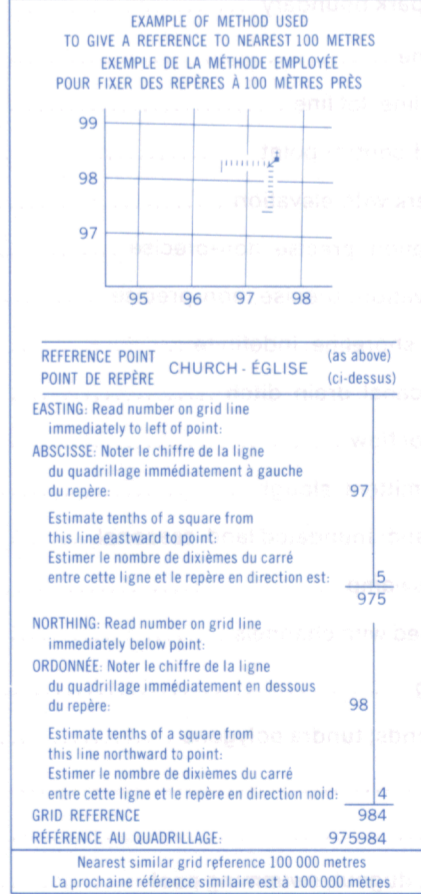 EXAMPLE OF METHOD USED
TO GIVE A REFERENCE TO NEAREST 100 METRES
EXEMPLE DE LA MÉTHODE EMPLOYÉE
POUR FIXER DES REPÈRES À 100 MÈTRES PRÈS
99
98
97
95 96 97 98
REFERENCE POINT CHURCH - ÉGLISE (as above)
POINT DE REPÈRE (ci-dessus)
EASTING: Read number on grid line
immediately to left of point:
ABSCISSE: Noter le chiffre de la ligne
du quadrillage immédiatement à gauche
du repère: 97
Estimate tenths of a square from
this line eastward to point:
Estimer le nombre de dixièmes du carré
entre cette ligne et le repère en direction est: 5
975
NORTHING: Read number on grid line
immediately below point:
ORDONNÉE: Noter le chiffre de la ligne
du quadrillage immédiatement en dessous
du repère: 98
Estimate tenths of a square from
this line northward to point:
Estimer le nombre de dixièmes du carré
entre cette ligne et le repère en direction nold: 4
GRID REFERENCE 984
RÉFÉRENCE AU QUADRILLAGE: 975984
Nearest similar grid reference 100 000 metres
La prochaine référence similaire est à 100 000 mètres